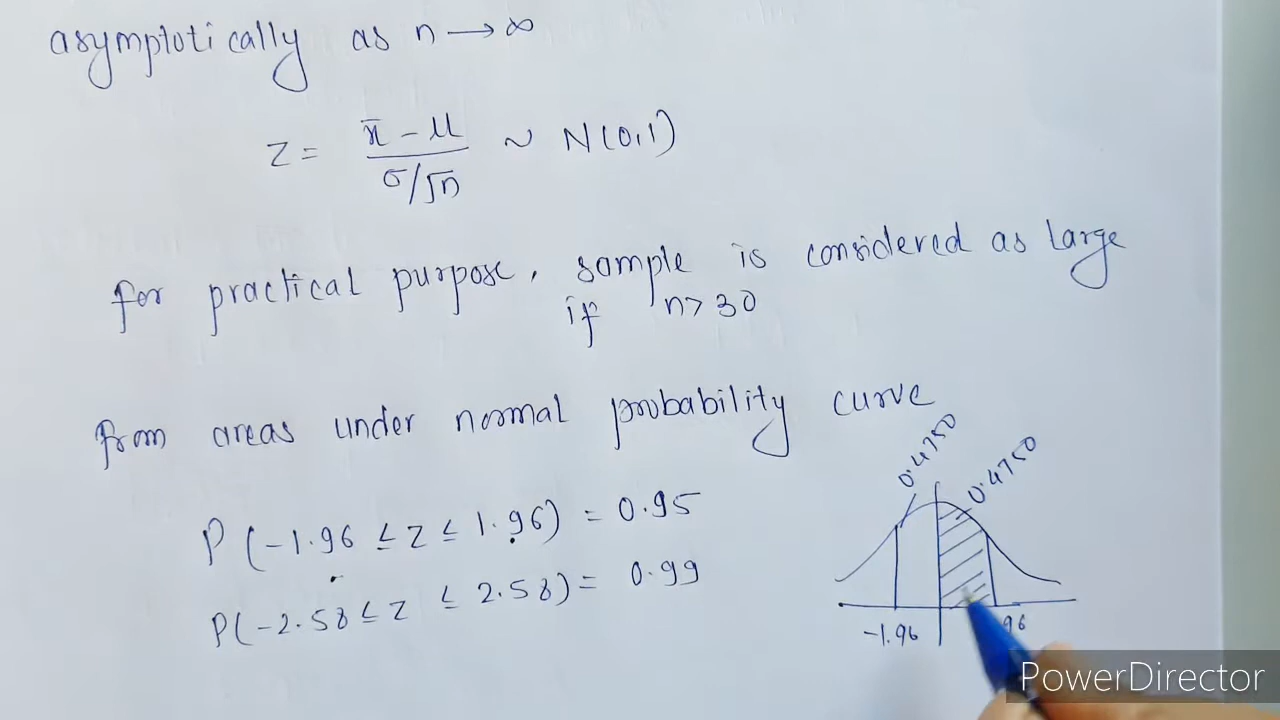 asymptotically as n → ∞
z = x̄ - μ / σ/√n ~ N(0,1)
for practical purpose, sample is considered as large
if n > 30
from areas under normal probability curve
0.4750 0.4750
P(-1.96 ≤ z ≤ 1.96) = 0.95
P(-2.58 ≤ z ≤ 2.58) = 0.99
-1.96 96
PowerDirector